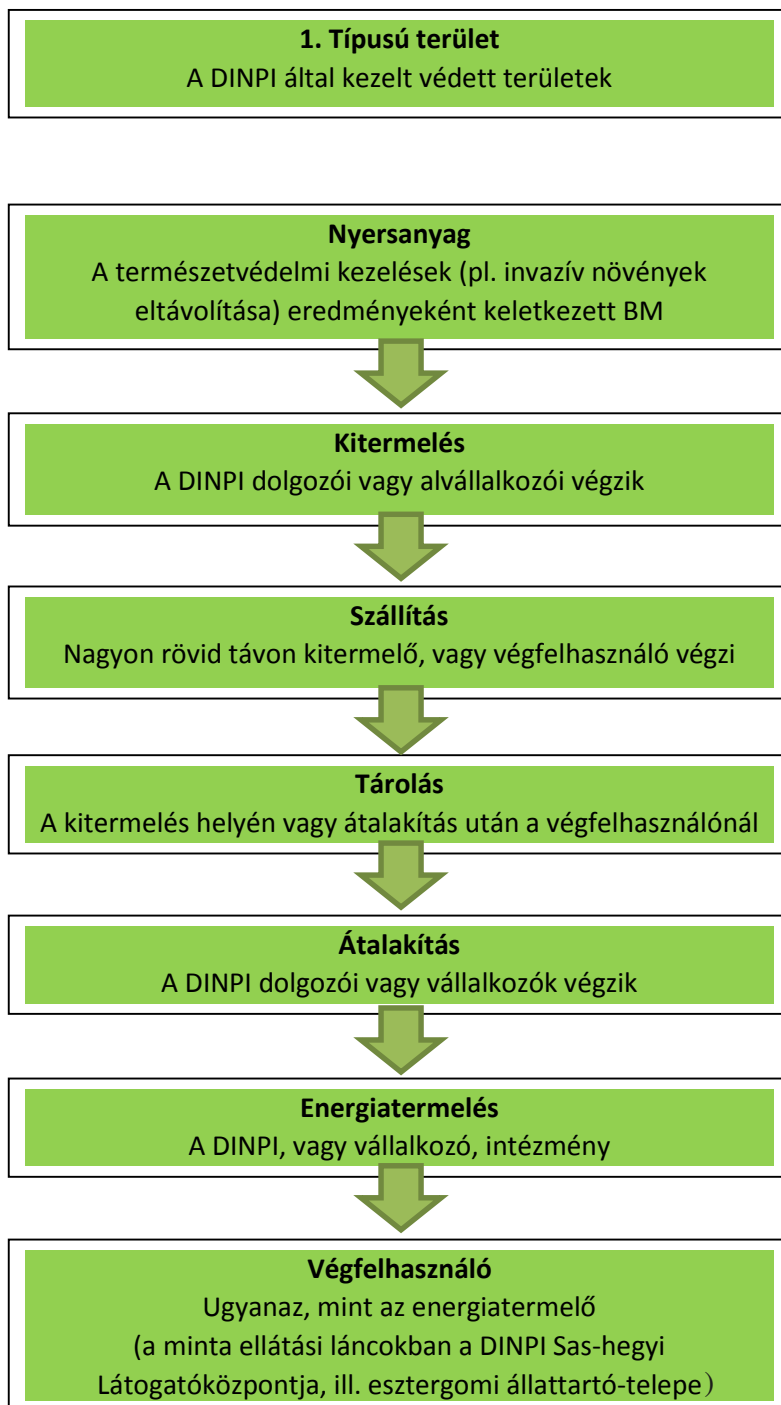 1. Típusú terület
A DINPI által kezelt védett területek
Nyersanyag
A természetvédelmi kezelések (pl. invazív növények
eltávolítása) eredményeként keletkezett BM
Kitermelés
A DINPI dolgozói vagy alvállalkozói végzik
Szállítás
Nagyon rövid távon kitermelő, vagy végfelhasználó végzi
Tárolás
A kitermelés helyén vagy átalakítás után a végfelhasználónál
Átalakítás
A DINPI dolgozói vagy vállalkozók végzik
Energiatermelés
A DINPI, vagy vállalkozó, intézmény
Végfelhasználó
Ugyanaz, mint az energiatermelő
(a minta ellátási láncokban a DINPI Sas-hegyi
Látogatóközpontja, ill. esztergomi állattartó-telepe)